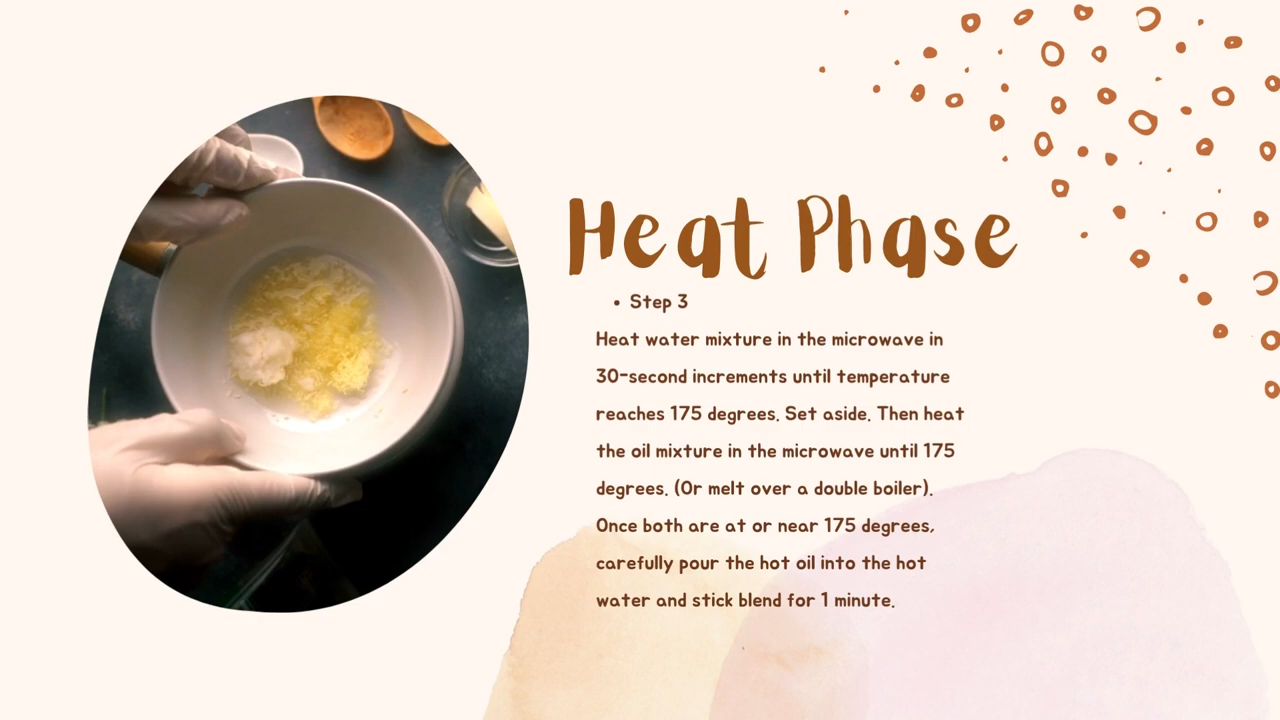 Heat Phase
• Step 3
Heat water mixture in the microwave in
30-second increments until temperature
reaches 175 degrees. Set aside. Then heat
the oil mixture in the microwave until 175
degrees. (Or melt over a double boiler).
Once both are at or near 175 degrees,
carefully pour the hot oil into the hot
water and stick blend for 1 minute.